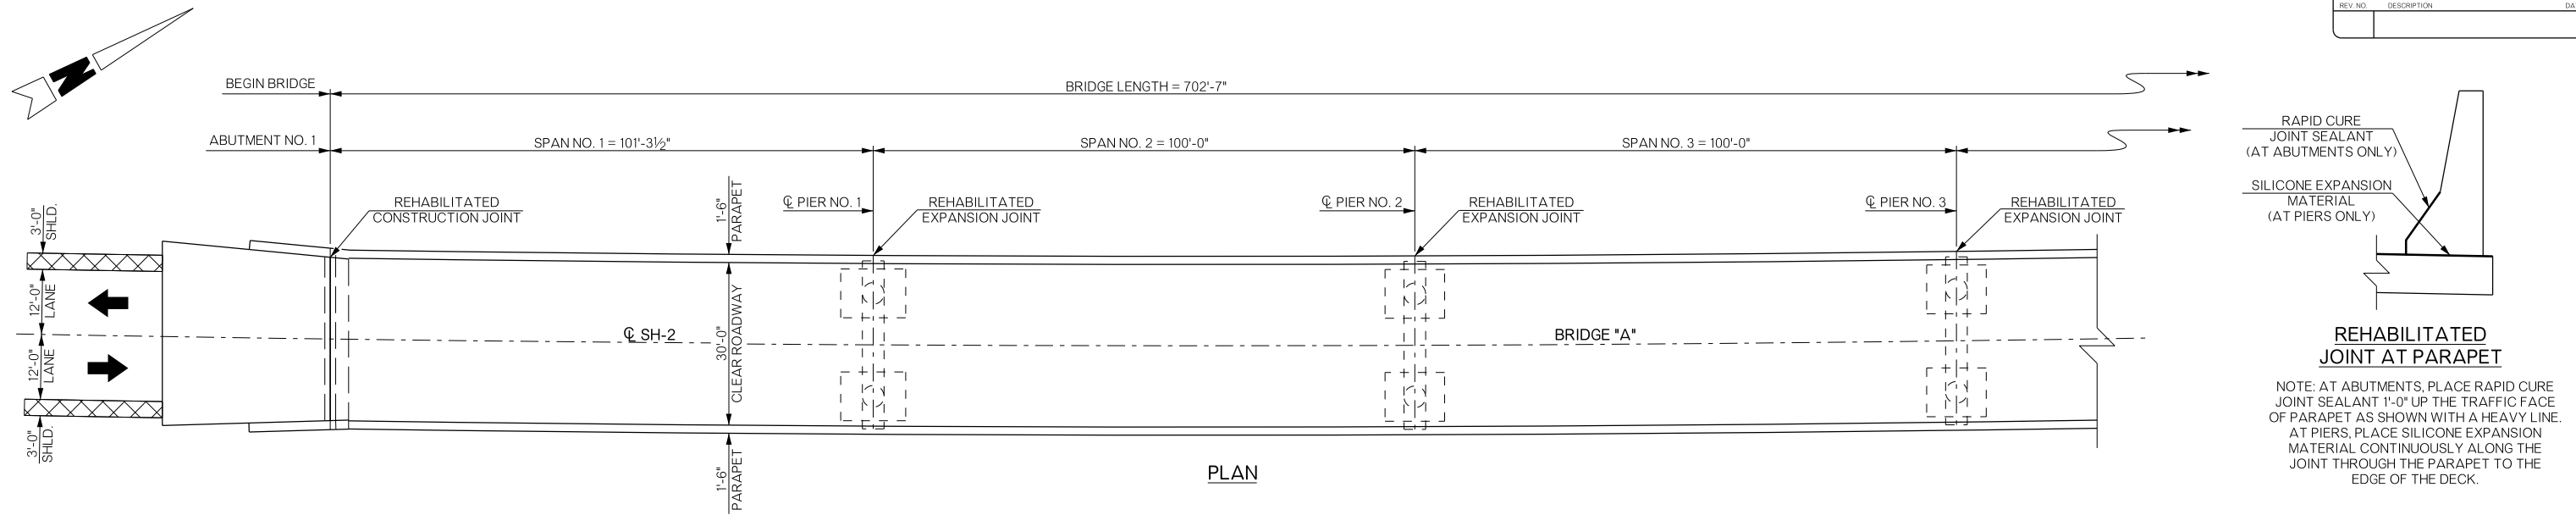 REV. NO. DESCRIPTION DA
N
BEGIN BRIDGE
BRIDGE LENGTH = 702'-7"
ABUTMENT NO. 1
SPAN NO. 1 = 101'-3½"
SPAN NO. 2 = 100'-0"
SPAN NO. 3 = 100'-0"
3'-0"
SHLD.
12'-0"
LANE
12'-0"
LANE
3'-0"
SHLD.
REHABILITATED
CONSTRUCTION JOINT
1'-6"
PARAPET
30'-0"
CLEAR ROADWAY
1'-6"
PARAPET
℄ PIER NO. 1
REHABILITATED
EXPANSION JOINT
℄ PIER NO. 2
REHABILITATED
EXPANSION JOINT
℄ PIER NO. 3
REHABILITATED
EXPANSION JOINT
℄ SH-2
BRIDGE "A"
PLAN
RAPID CURE
JOINT SEALANT
(AT ABUTMENTS ONLY)
SILICONE EXPANSION
MATERIAL
(AT PIERS ONLY)
REHABILITATED
JOINT AT PARAPET
NOTE: AT ABUTMENTS, PLACE RAPID CURE
JOINT SEALANT 1'-0" UP THE TRAFFIC FACE
OF PARAPET AS SHOWN WITH A HEAVY LINE.
AT PIERS, PLACE SILICONE EXPANSION
MATERIAL CONTINUOUSLY ALONG THE
JOINT THROUGH THE PARAPET TO THE
EDGE OF THE DECK.